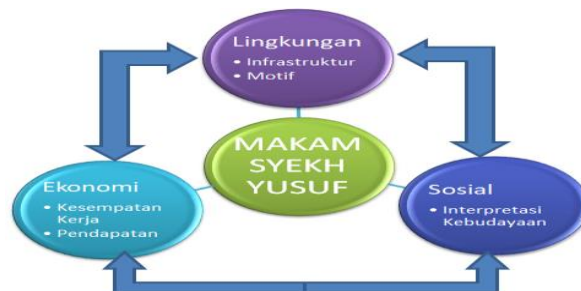 Lingkungan
• Infrastruktur
• Motif
MAKAM
SYEKH
YUSUF
Ekonomi
• Kesempatan
Kerja
• Pendapatan
Sosial
• Interpretasi
Kebudayaan